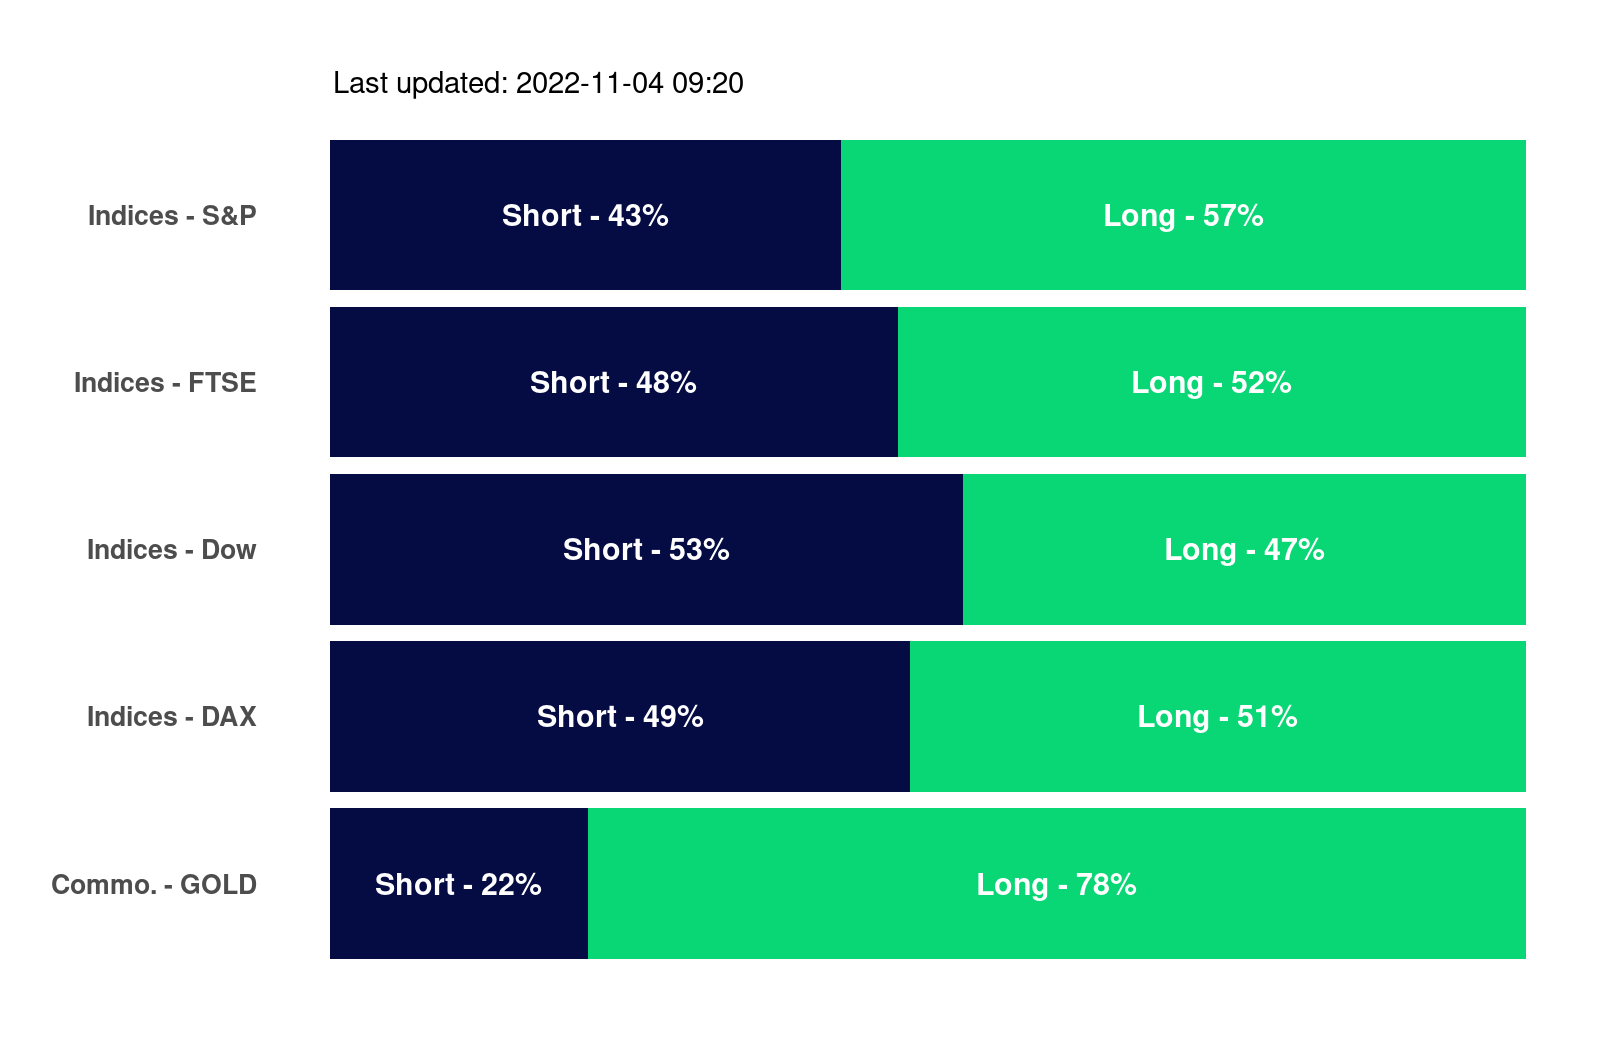 Last updated: 2022-11-04 09:20
Indices - S&P Short - 43% Long - 57%
Indices - FTSE Short - 48% Long - 52%
Indices - Dow Short - 53% Long - 47%
Indices - DAX Short - 49% Long - 51%
Commo. - GOLD Short - 22% Long - 78%